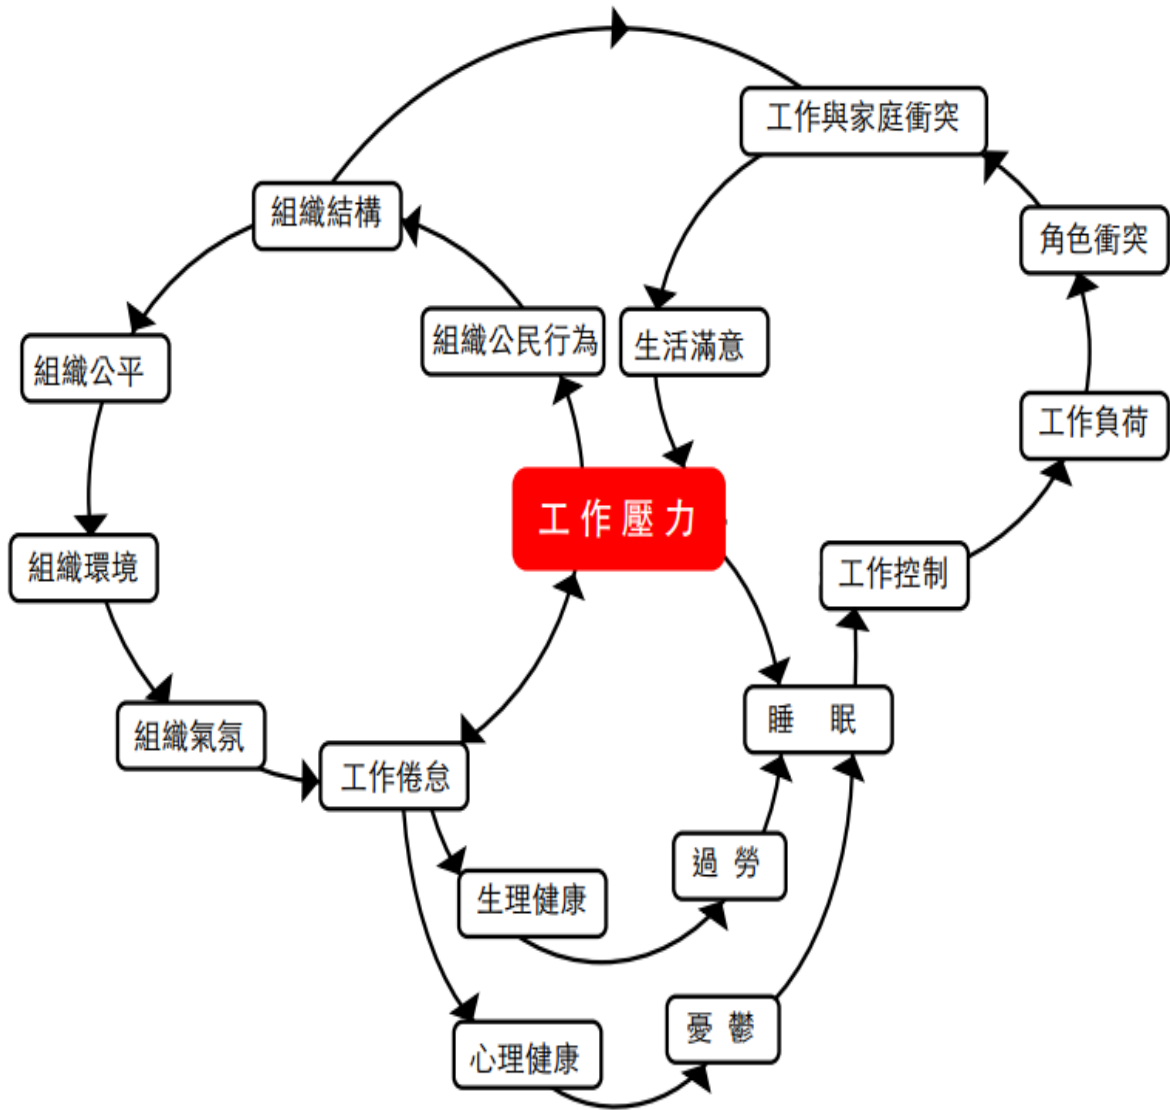 工作與家庭衝突
組織結構
角色衝突
組織公民行為
生活滿意
組織公平
工作負荷
工作壓力
組織環境
工作控制
組織氣氛
睡 眠
工作倦怠
過 勞
生理健康
憂 鬱
心理健康